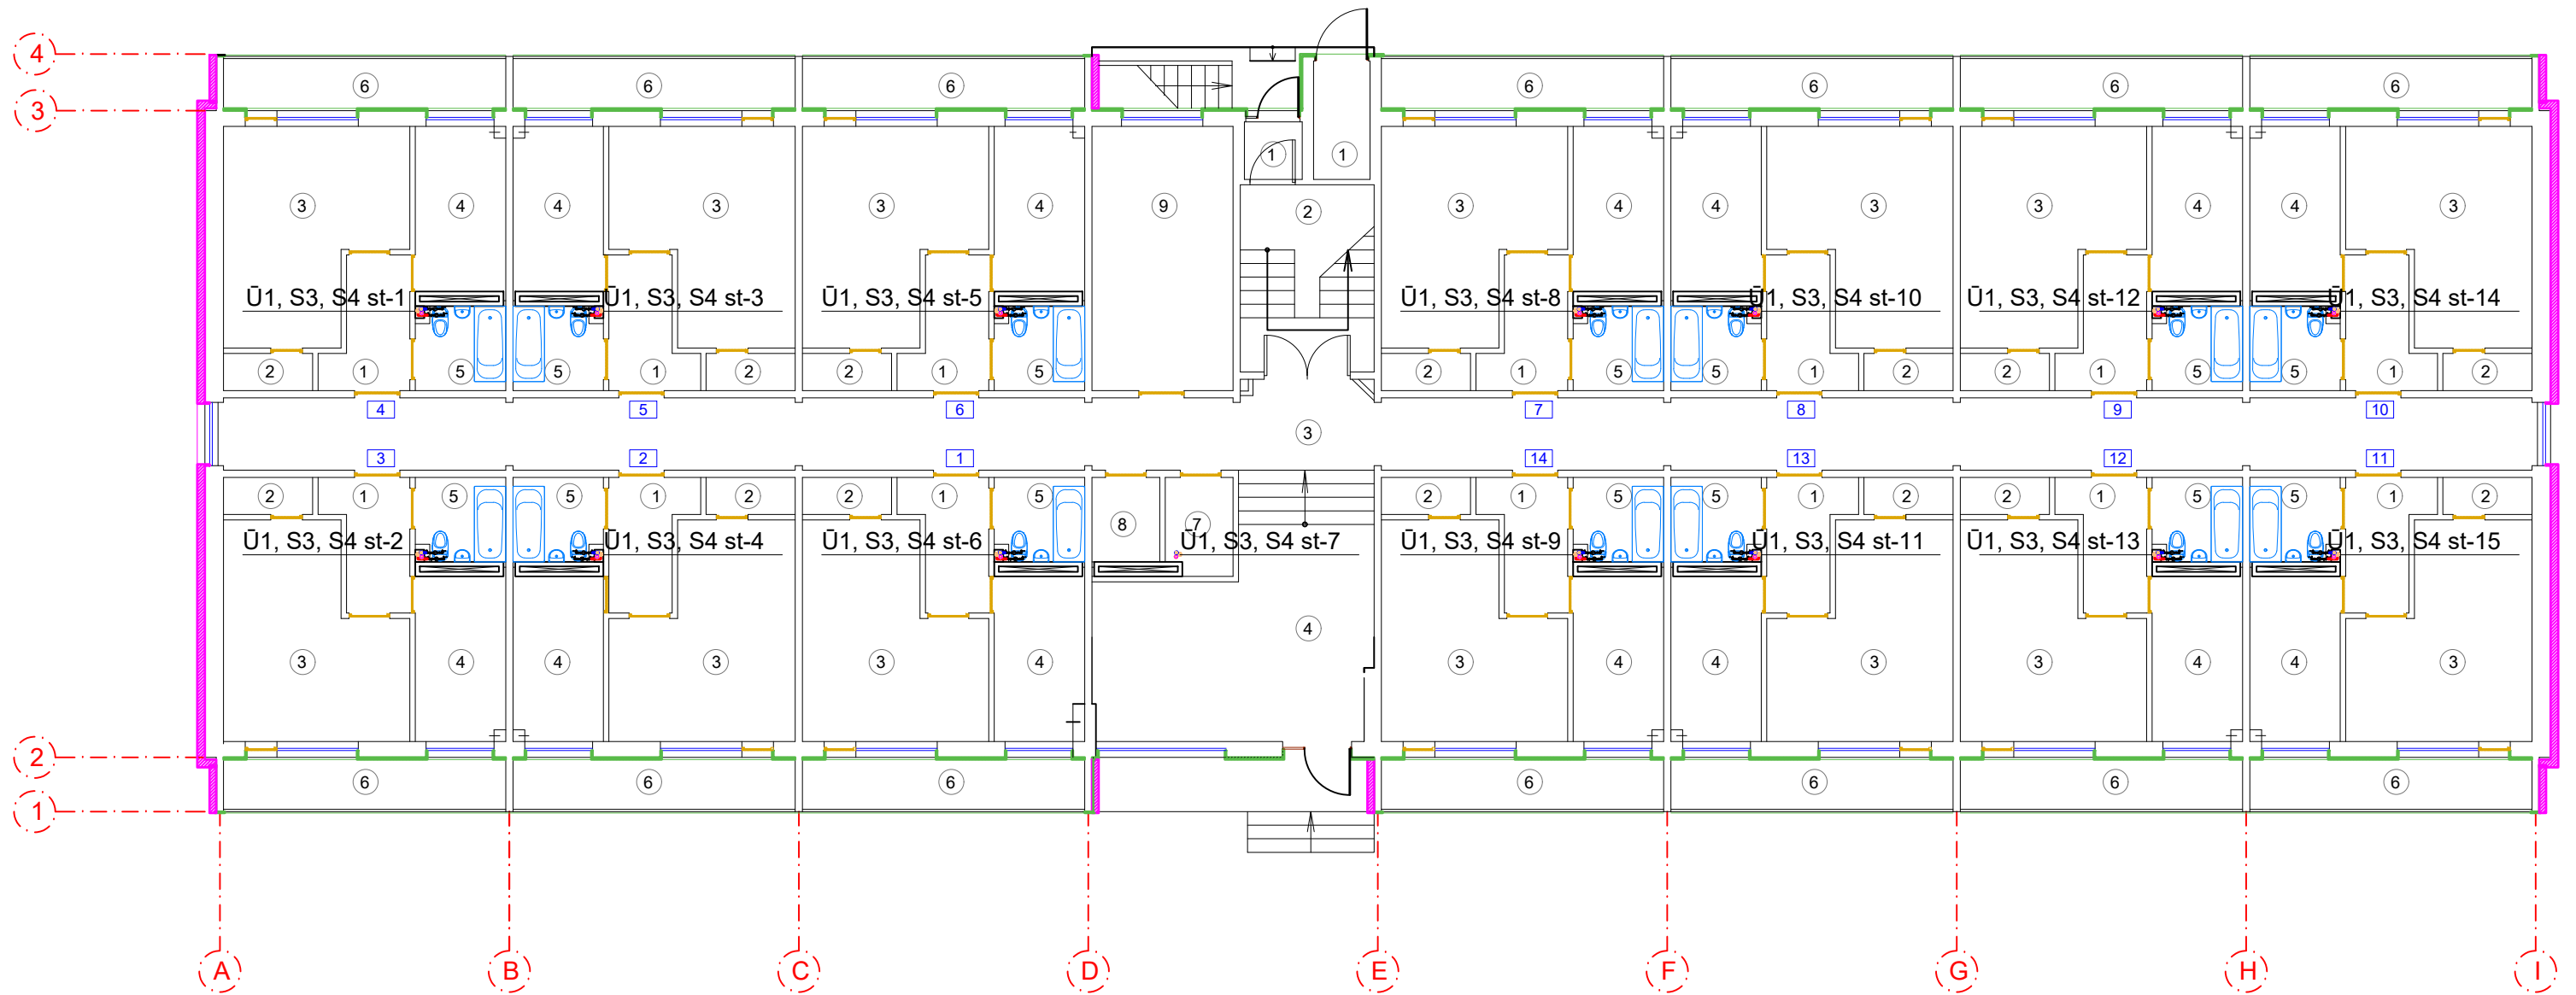 4
6 6 6 6 6 6 6
3
1 1
3 4 4 3 3 4 9 2 3 4 4 3 3 4 4 3
Ū1, S3, S4 st-1 Ū1, S3, S4 st-3 Ū1, S3, S4 st-5 Ū1, S3, S4 st-8 Ū1, S3, S4 st-10 Ū1, S3, S4 st-12 Ū1, S3, S4 st-14
2 1 5 5 1 2 2 1 5 2 1 5 5 1 2 2 1 5 5 1 2
4 5 6 7 8 9 10
3
3 2 1 14 13 12 11
2 1 5 5 1 2 2 1 5 2 1 5 5 1 2 2 1 5 5 1 2
8 7
Ū1, S3, S4 st-2 Ū1, S3, S4 st-4 Ū1, S3, S4 st-6 Ū1, S3, S4 st-7 Ū1, S3, S4 st-9 Ū1, S3, S4 st-11 Ū1, S3, S4 st-13 Ū1, S3, S4 st-15
4
3 4 4 3 3 4 3 4 4 3 3 4 4 3
2
6 6 6 6 6 6 6
1
A B C D E F G H I